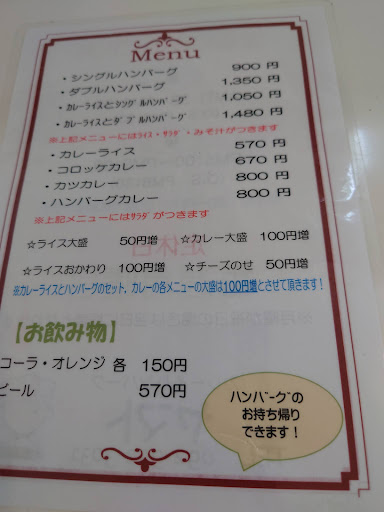 Menu
・シングルハンバーグ 900 円
・ダブルハンバーグ 1,350 円
・ｶﾚｰﾗｲｽとｼﾝｸﾞﾙﾊﾝﾊﾞｰｸﾞ 1,050 円
・ｶﾚｰﾗｲｽとﾀﾞﾌﾞﾙﾊﾝﾊﾞｰｸﾞ 1,480 円
※上記メニューにはﾗｲｽ・ｻﾗﾀﾞ・みそ汁がつきます
・カレーライス 570 円
・コロッケカレー 670 円
・カツカレー 800 円
・ハンバーグカレー 800 円
※上記メニューにはｻﾗﾀﾞがつきます
☆ライス大盛 50円増 ☆カレー大盛 100円増
☆ライスおかわり 100円増 ☆チーズのせ 50円増
※カレーライスとハンバーグのセット、カレーの各メニューの大盛は100円増とさせて頂きます！
【お飲み物】
コーラ・オレンジ 各 150円
ビール 570円
ﾊﾝﾊﾞｰｸﾞの
お持ち帰り
できます！